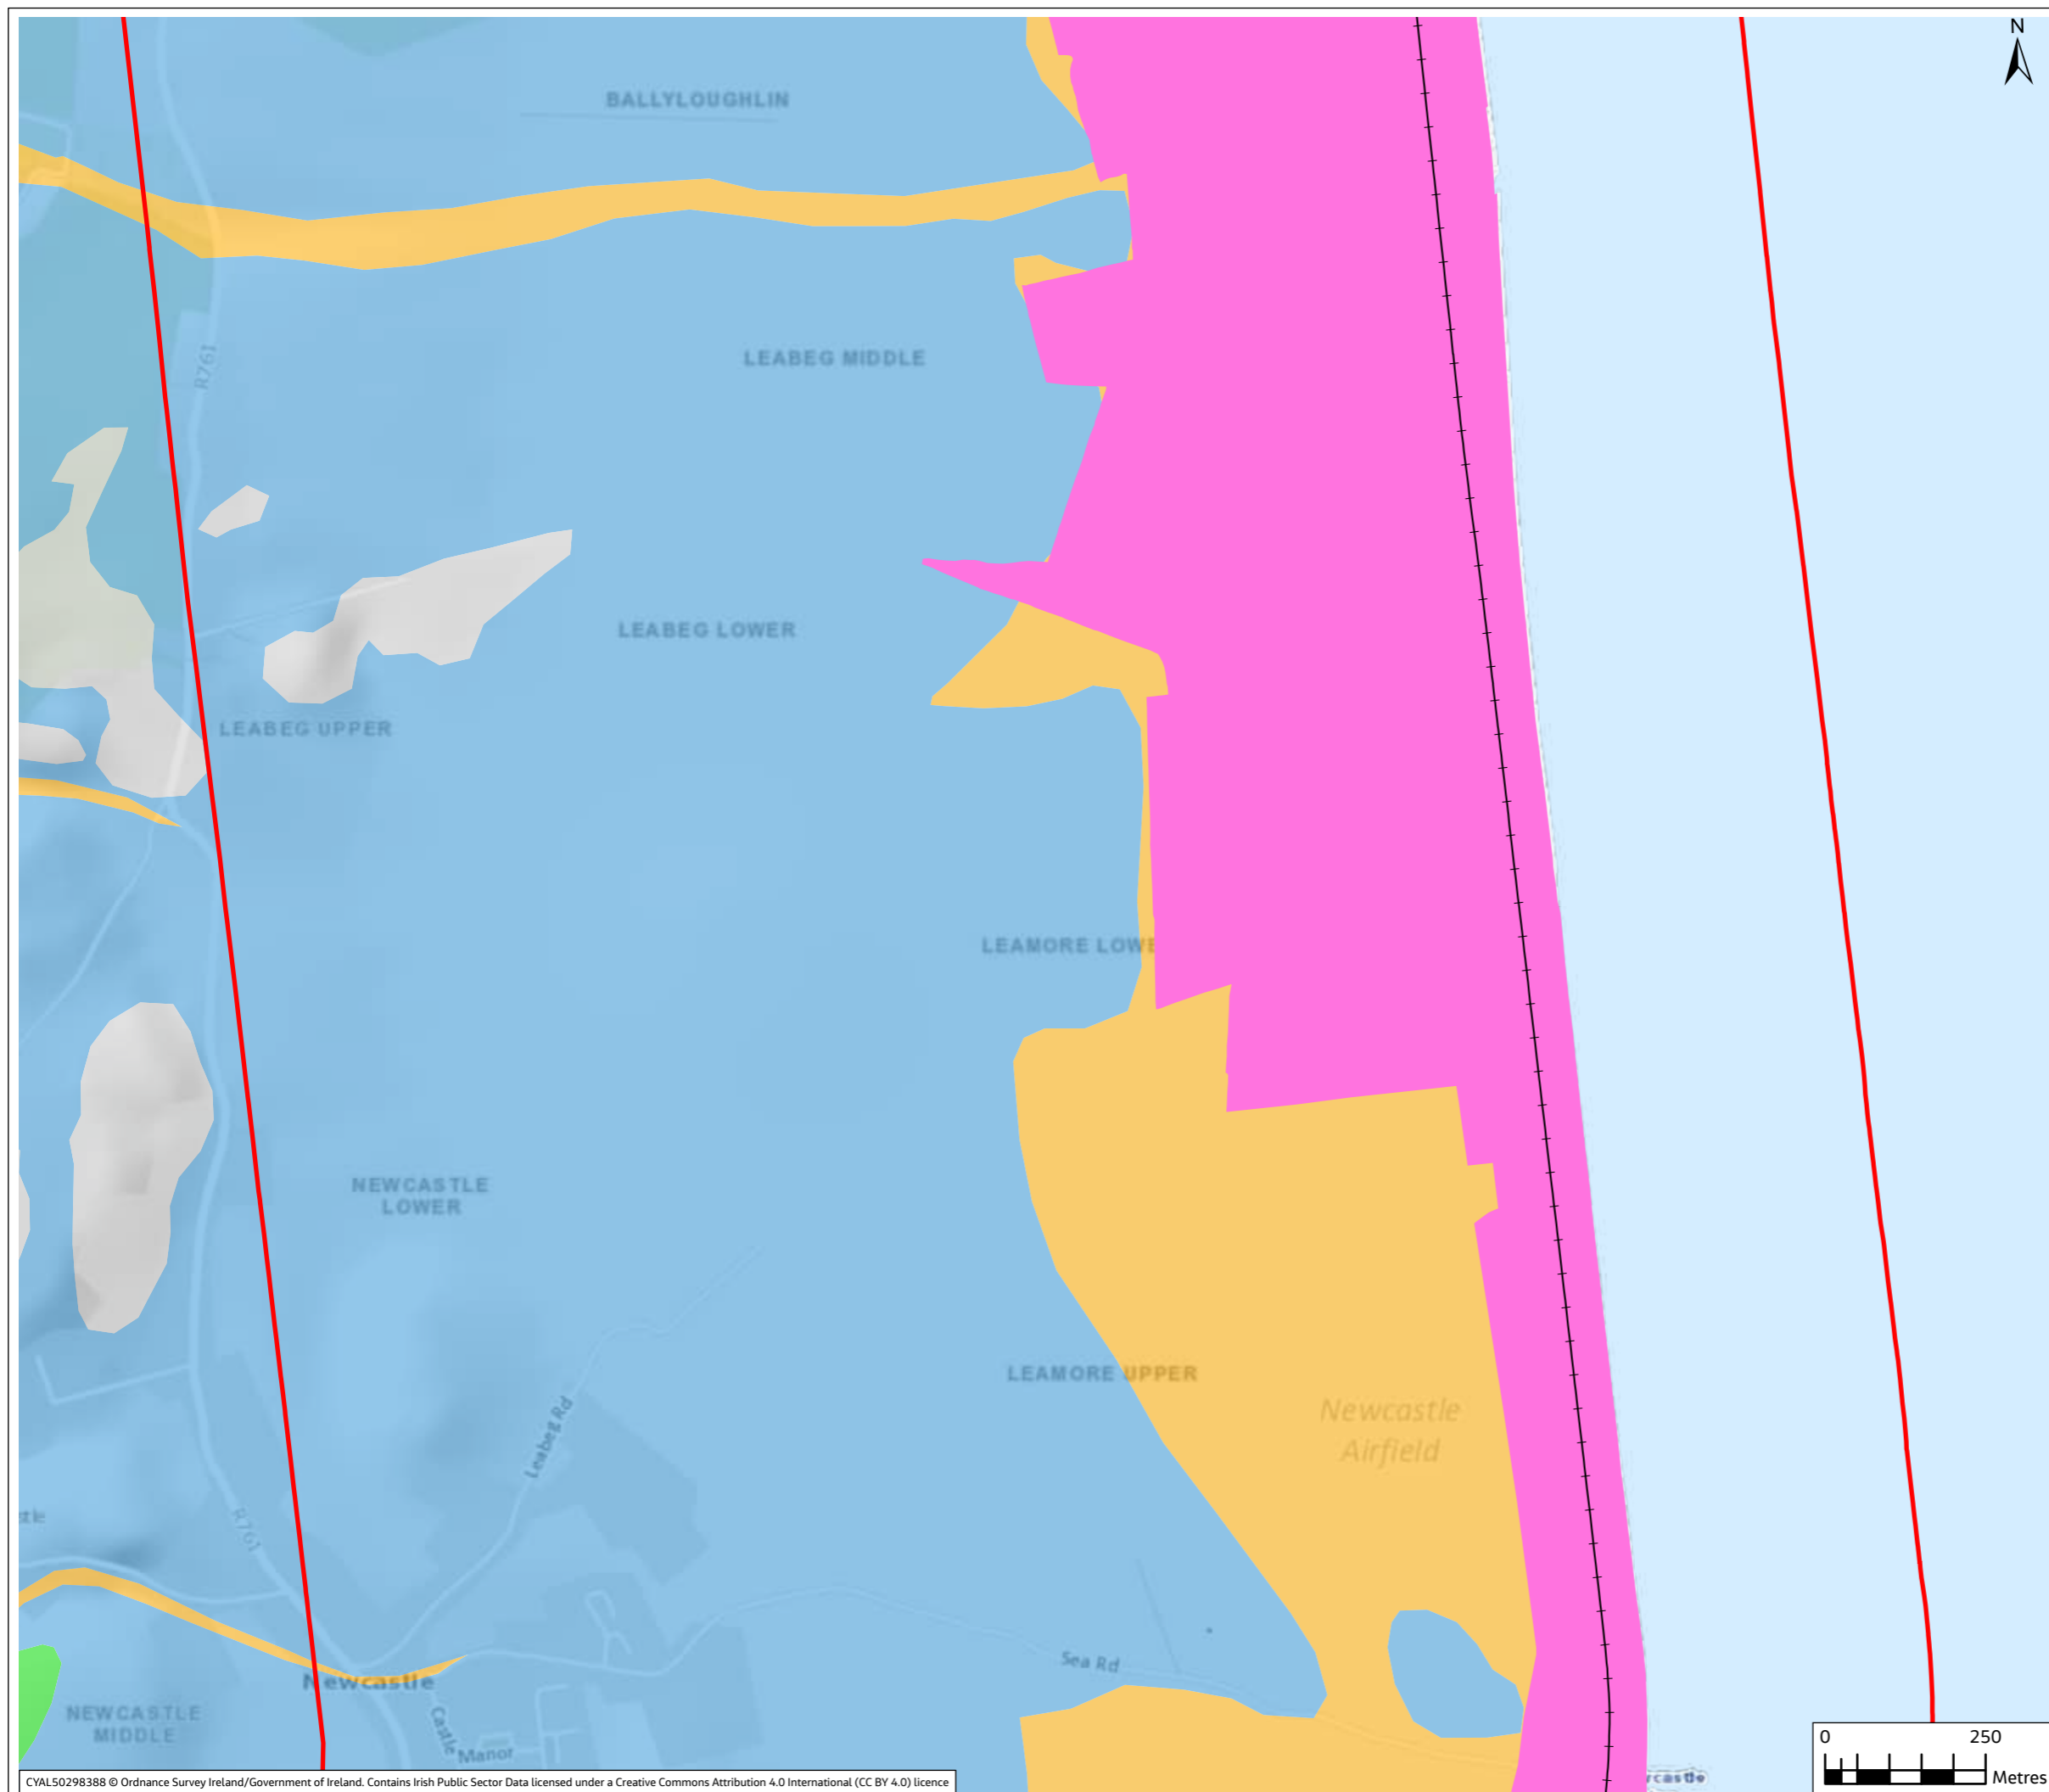 N
BALLYLOUGHLIN
LEABEG MIDDLE
R761
LEABEG LOWER
LEABEG UPPER
LEAMORE LOWE
NEWCASTLE
LOWER
LEAMORE UPPER
Newcastle
Airfield
Leabeg Rd
stle
R761
Sea Rd
Newcastle
NEWCASTLE
MIDDLE
Castle
Manor
0 250
Metres
rcastle
CYAL50298388 © Ordnance Survey Ireland/Government of Ireland. Contains Irish Public Sector Data licensed under a Creative Commons Attribution 4.0 International (CC BY 4.0) licence